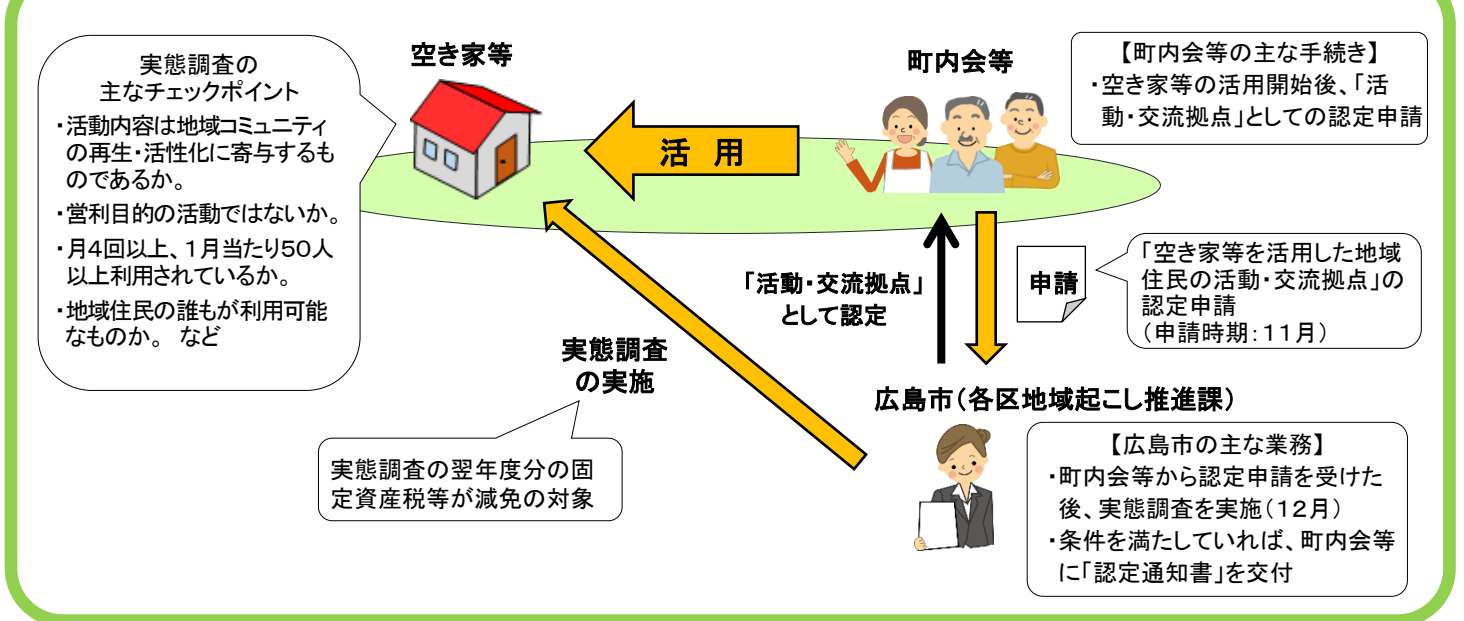 実態調査の
主なチェックポイント
・活動内容は地域コミュニティ
の再生・活性化に寄与するも
のであるか。
・営利目的の活動ではないか。
・月4回以上、1月当たり50人
以上利用されているか。
・地域住民の誰もが利用可能
なものか。 など
空き家等
活 用
町内会等
【町内会等の主な手続き】
・空き家等の活用開始後、「活
動・交流拠点」としての認定申請
「活動・交流拠点」
として認定
申請
「空き家等を活用した地域
住民の活動・交流拠点」の
認定申請
(申請時期:11月)
実態調査
の実施
実態調査の翌年度分の固
定資産税等が減免の対象
広島市(各区地域起こし推進課)
【広島市の主な業務】
・町内会等から認定申請を受けた
後、実態調査を実施(12月)
・条件を満たしていれば、町内会等
に「認定通知書」を交付